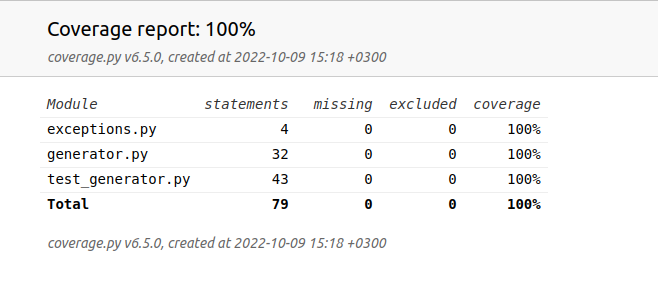 Coverage report: 100%
coverage.py v6.5.0, created at 2022-10-09 15:18 +0300
Module statements missing excluded coverage
exceptions.py 4 0 0 100%
generator.py 32 0 0 100%
test_generator.py 43 0 0 100%
Total 79 0 0 100%
coverage.py v6.5.0, created at 2022-10-09 15:18 +0300